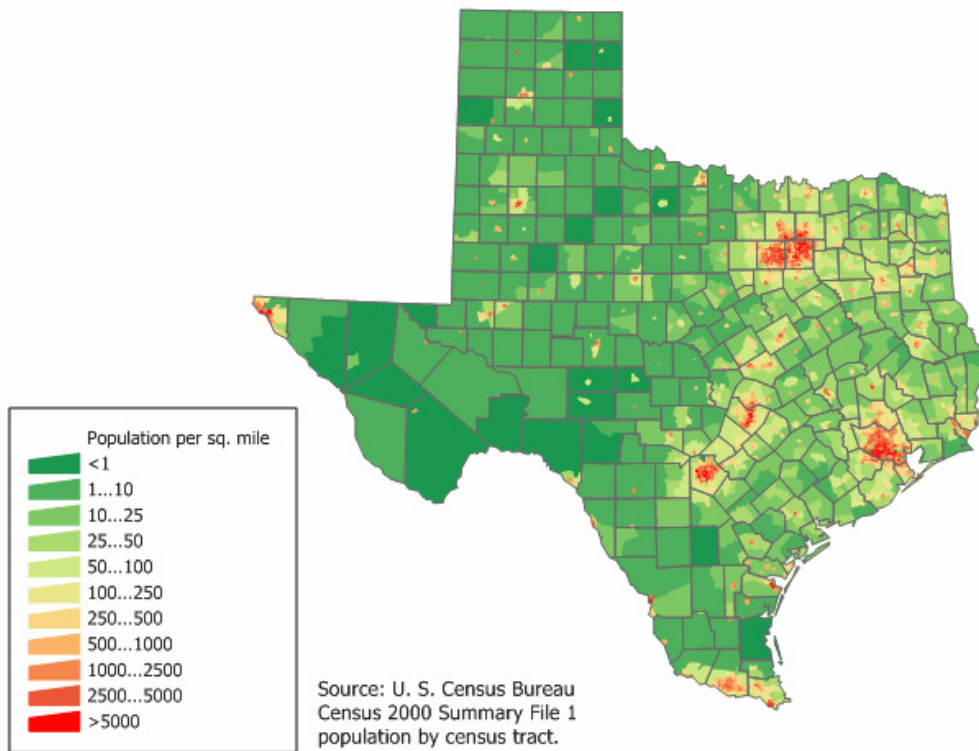 Population per sq. mile
<1
1...10
10...25
25...50
50...100
100...250
250...500
500...1000
1000...2500
2500...5000
>5000
Source: U. S. Census Bureau
Census 2000 Summary File 1
population by census tract.